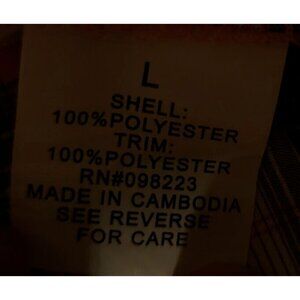 L
SHELL:
100%POLYESTER
TRIM:
100%POLYESTER
RN#098223
MADE IN CAMBODIA
SEE REVERSE
FOR CARE